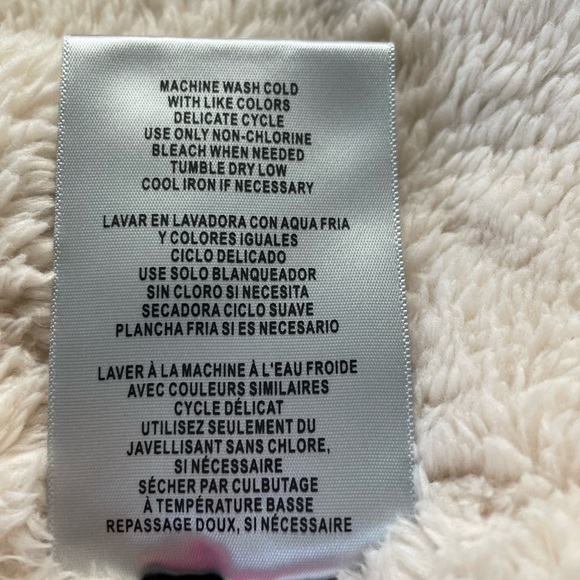 MACHINE WASH COLD
WITH LIKE COLORS
DELICATE CYCLE
USE ONLY NON-CHLORINE
BLEACH WHEN NEEDED
TUMBLE DRY LOW
COOL IRON IF NECESSARY
LAVAR EN LAVADORA CON AQUA FRIA
Y COLORES IGUALES
CICLO DELICADO
USE SOLO BLANQUEADOR
SIN CLORO SI NECESITA
SECADORA CICLO SUAVE
PLANCHA FRIA SI ES NECESARIO
LAVER À LA MACHINE À L'EAU FROIDE
AVEC COULEURS SIMILAIRES
CYCLE DÉLICAT
UTILISEZ SEULEMENT DU
JAVELLISANT SANS CHLORE,
SI NÉCESSAIRE
SÉCHER PAR CULBUTAGE
À TEMPÉRATURE BASSE
REPASSAGE DOUX, SI NÉCESSAIRE